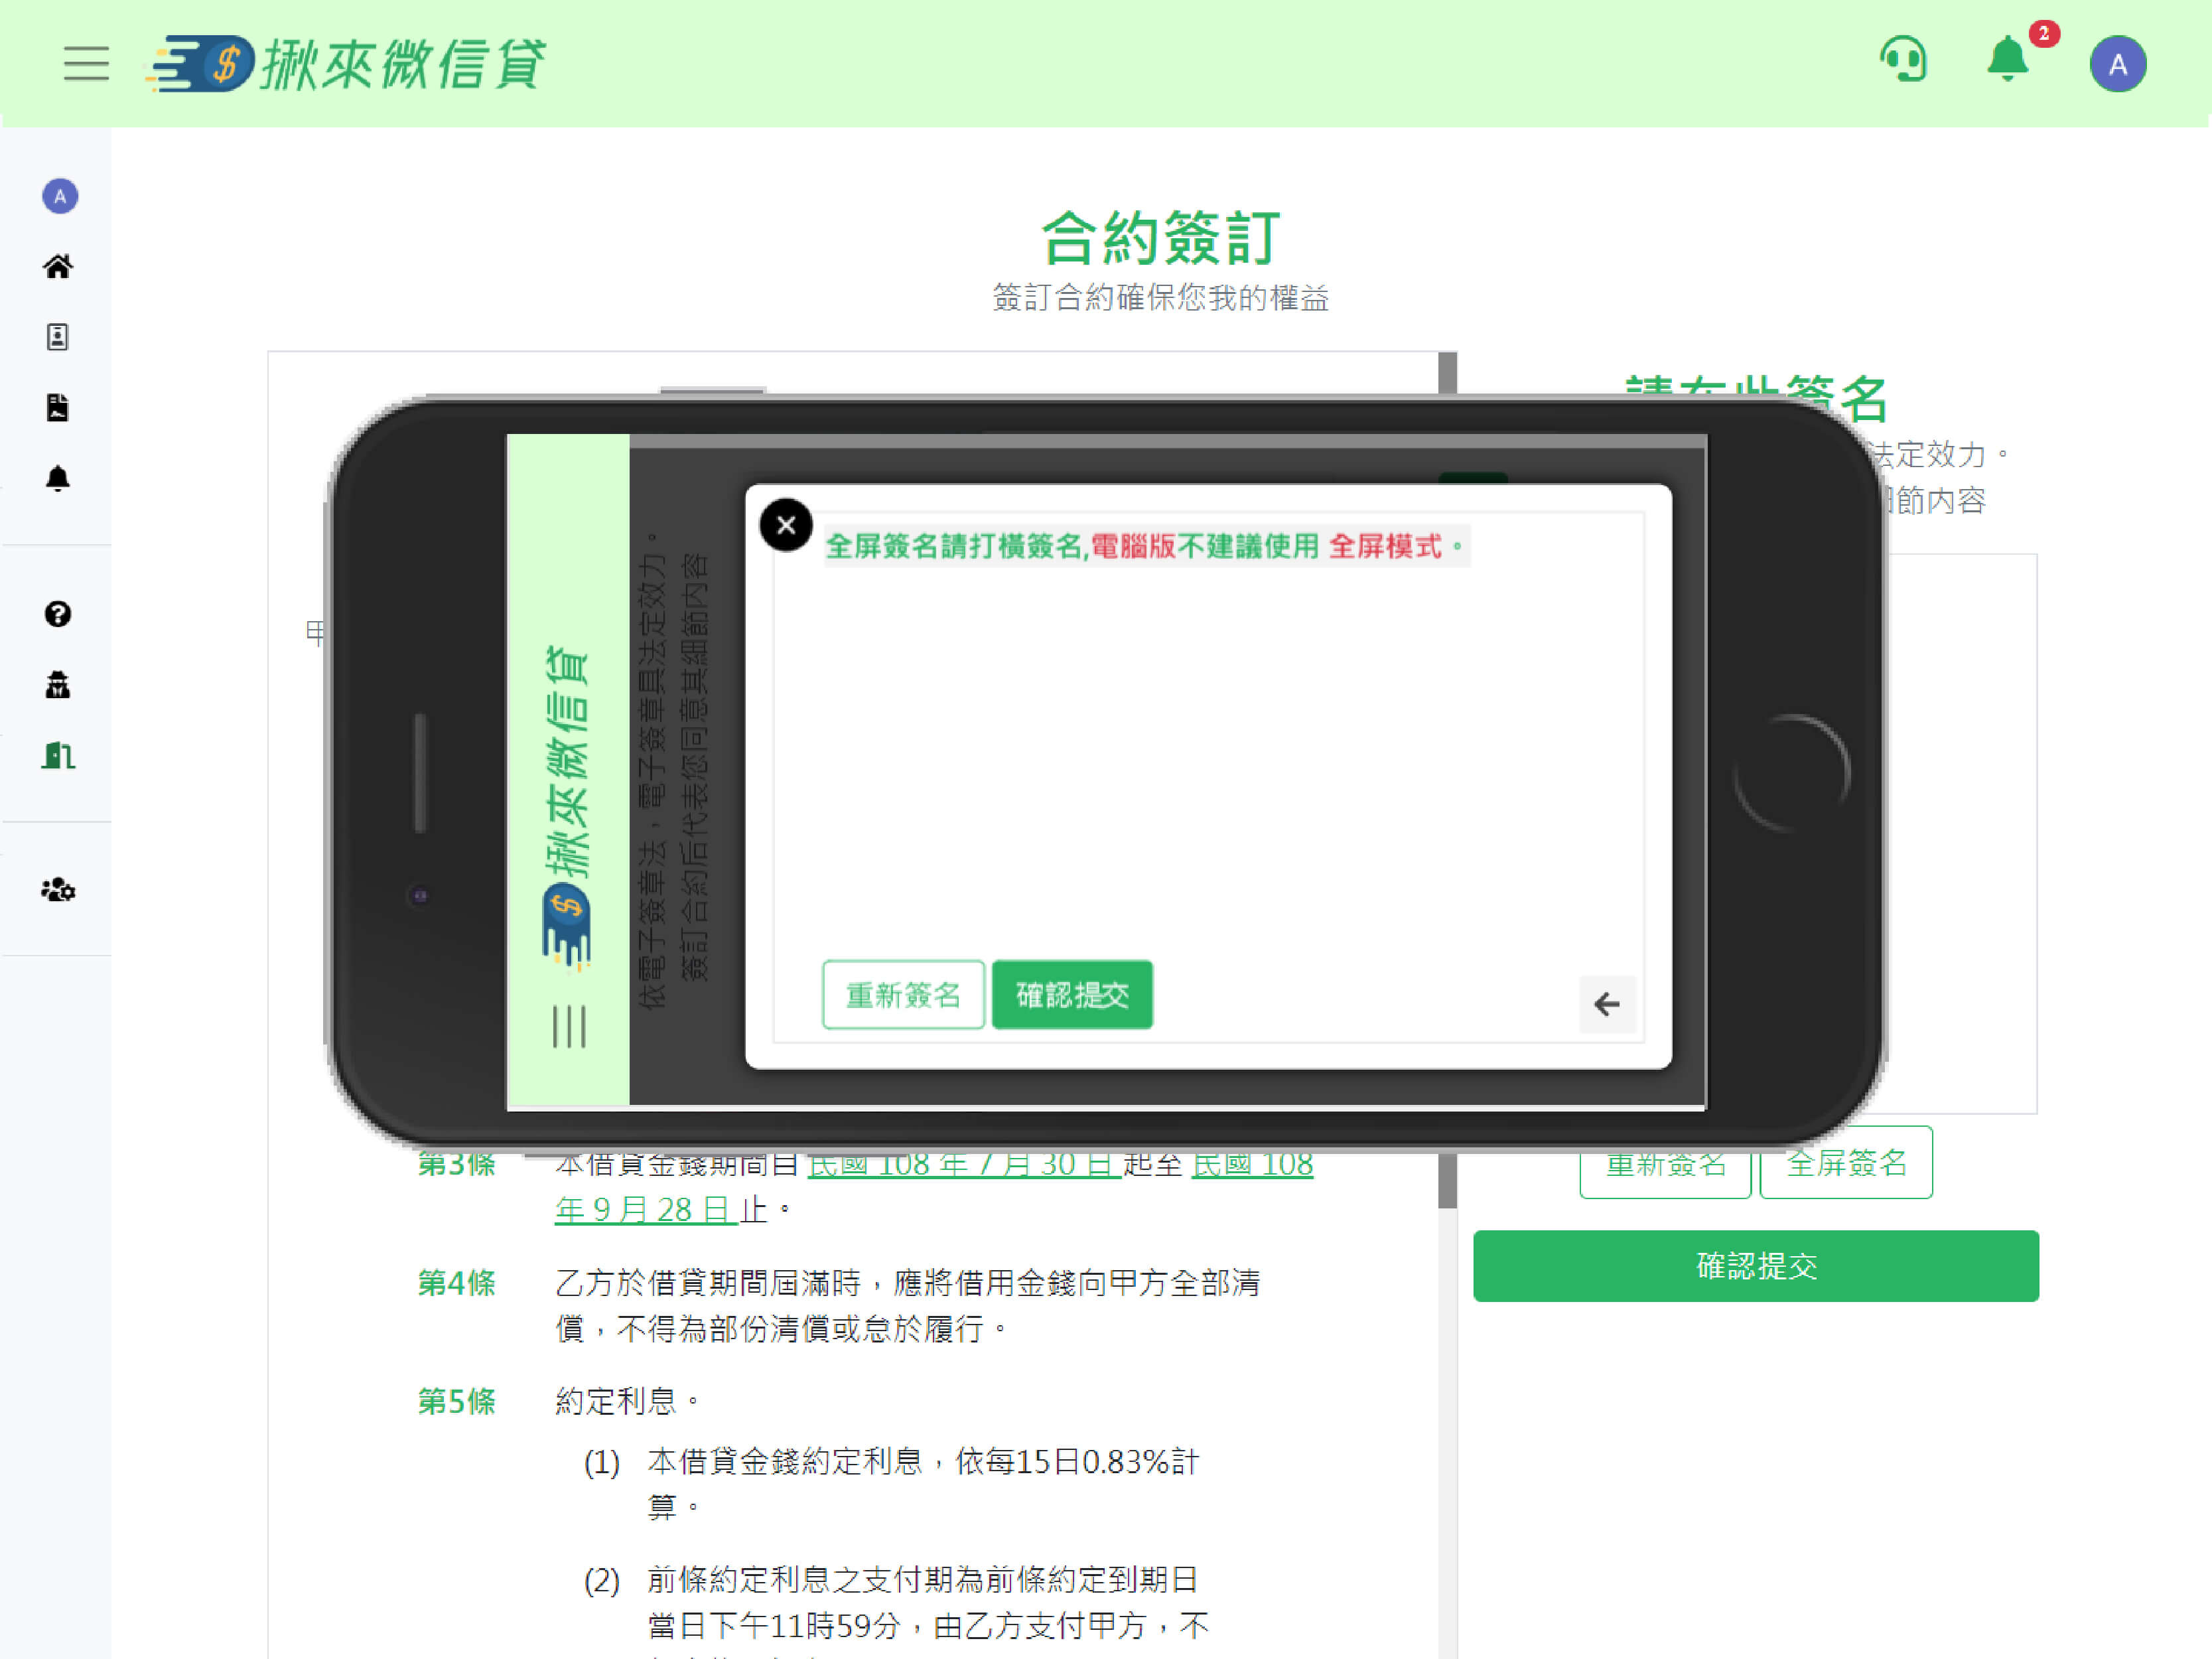 揪來微信貸
2
A
A
合約簽訂
簽訂合約確保您我的權益
請在此簽名
法定效力。
細節內容
甲
揪來微信貸
依電子簽章法，電子簽章具法定效力。
簽訂合約后代表您同意其細節內容
全屏簽名請打橫簽名,電腦版不建議使用 全屏模式。
重新簽名
確認提交
重新簽名
全屏簽名
確認提交
第3條 本借貸金錢期間自 民國 108 年 7 月 30 日 起至 民國 108
年 9 月 28 日 止。
第4條 乙方於借貸期間屆滿時，應將借用金錢向甲方全部清
償，不得為部份清償或怠於履行。
第5條 約定利息。
(1) 本借貸金錢約定利息，依每15日0.83%計
算。
(2) 前條約定利息之支付期為前條約定到期日
當日下午11時59分，由乙方支付甲方，不